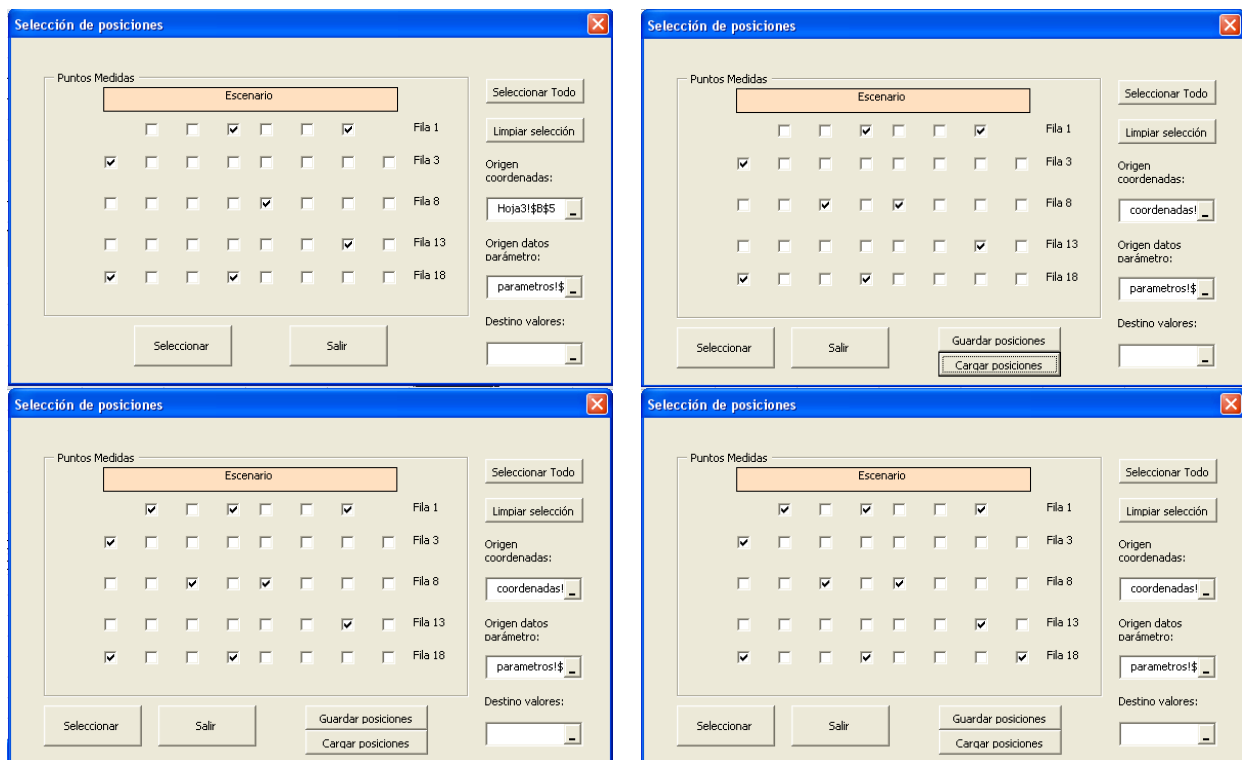 Selección de posiciones
Puntos Medidas
Escenario
Seleccionar Todo
Fila 1
Limpiar selección
Fila 3
Origen
coordenadas:
Fila 8
Hoja3!$B$5
Fila 13
Origen datos
parámetro:
Fila 18
parametros!$
Destino valores:
Seleccionar
Salir
Selección de posiciones
Puntos Medidas
Escenario
Seleccionar Todo
Fila 1
Limpiar selección
Fila 3
Origen
coordenadas:
Fila 8
coordenadas!
Fila 13
Origen datos
parámetro:
Fila 18
parametros!$
Destino valores:
Seleccionar
Salir
Guardar posiciones
Cargar posiciones
Selección de posiciones
Puntos Medidas
Escenario
Seleccionar Todo
Fila 1
Limpiar selección
Fila 3
Origen
coordenadas:
Fila 8
coordenadas!
Fila 13
Origen datos
parámetro:
Fila 18
parametros!$
Destino valores:
Seleccionar
Salir
Guardar posiciones
Cargar posiciones
Selección de posiciones
Puntos Medidas
Escenario
Seleccionar Todo
Fila 1
Limpiar selección
Fila 3
Origen
coordenadas:
Fila 8
coordenadas!
Fila 13
Origen datos
parámetro:
Fila 18
parametros!$
Destino valores:
Seleccionar
Salir
Guardar posiciones
Cargar posiciones